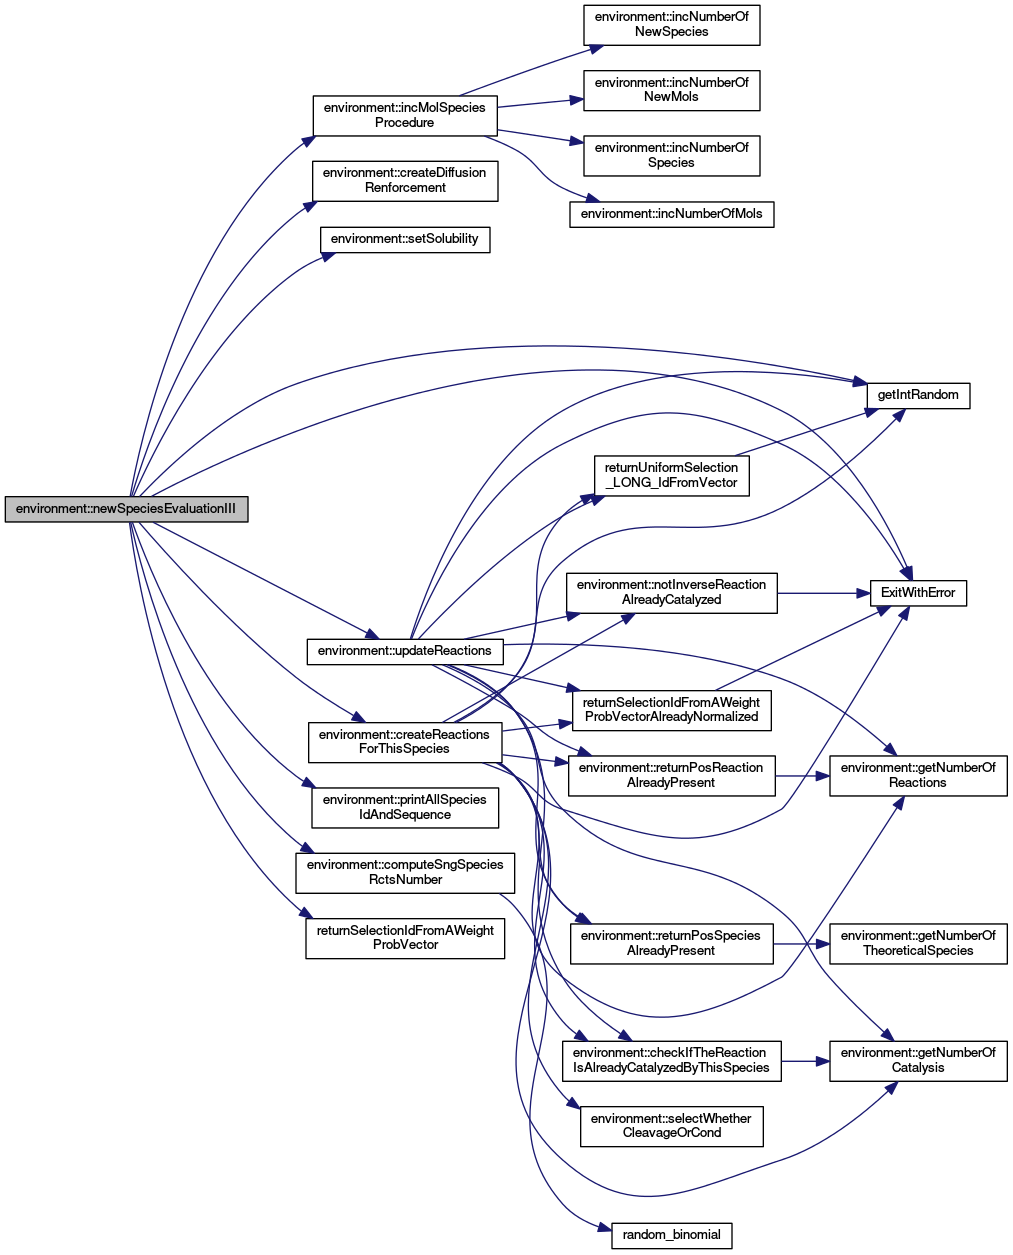 environment::incNumberOf
NewSpecies
environment::incNumberOf
NewMols
environment::incMolSpecies
Procedure
environment::incNumberOf
Species
environment::createDiffusion
Renforcement
environment::incNumberOfMols
environment::setSolubility
getIntRandom
returnUniformSelection
_LONG_IdFromVector
environment::newSpeciesEvaluationIII
environment::notInverseReaction
AlreadyCatalyzed
ExitWithError
environment::updateReactions
returnSelectionIdFromAWeight
ProbVectorAlreadyNormalized
environment::createReactions
ForThisSpecies
environment::returnPosReaction
AlreadyPresent
environment::getNumberOf
Reactions
environment::printAllSpecies
IdAndSequence
environment::computeSngSpecies
RctsNumber
returnSelectionIdFromAWeight
ProbVector
environment::returnPosSpecies
AlreadyPresent
environment::getNumberOf
TheoreticalSpecies
environment::checkIfTheReaction
IsAlreadyCatalyzedByThisSpecies
environment::getNumberOf
Catalysis
environment::selectWhether
CleavageOrCond
random_binomial